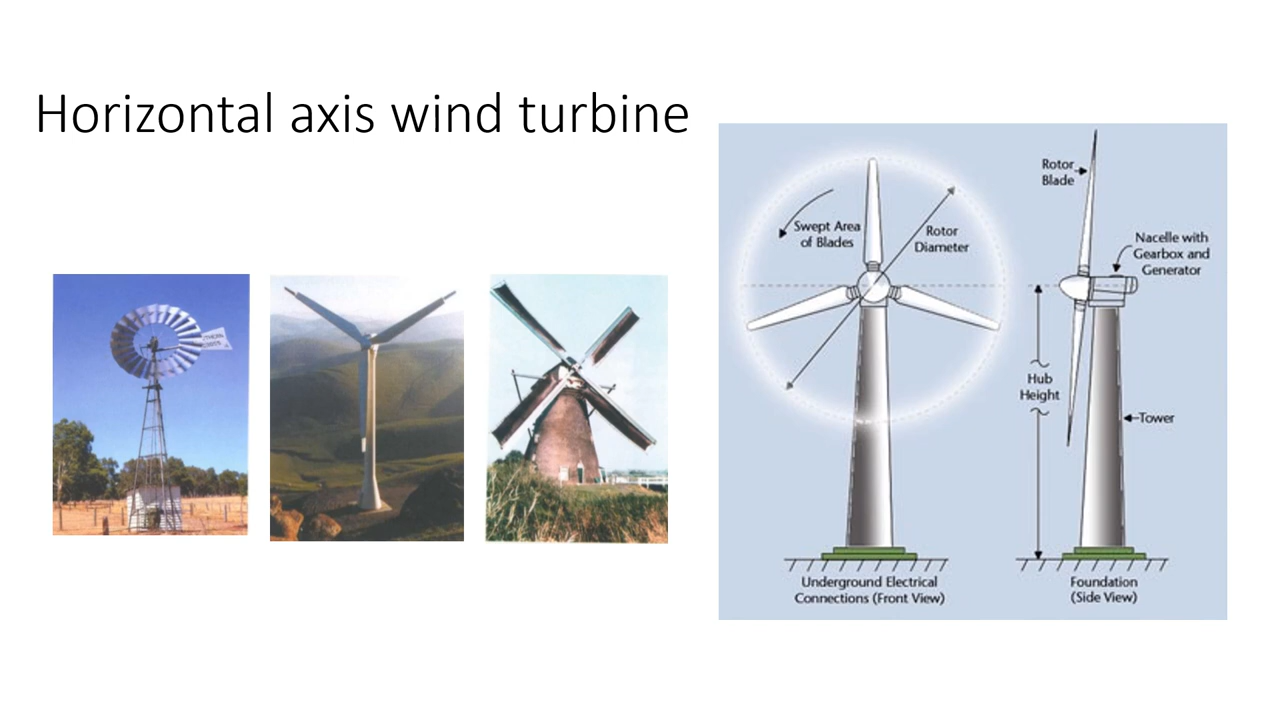 Horizontal axis wind turbine
Swept Area
of Blades
Rotor
Diameter
Rotor
Blade
Nacelle with
Gearbox and
Generator
Hub
Height
Tower
Underground Electrical
Connections (Front View)
Foundation
(Side View)